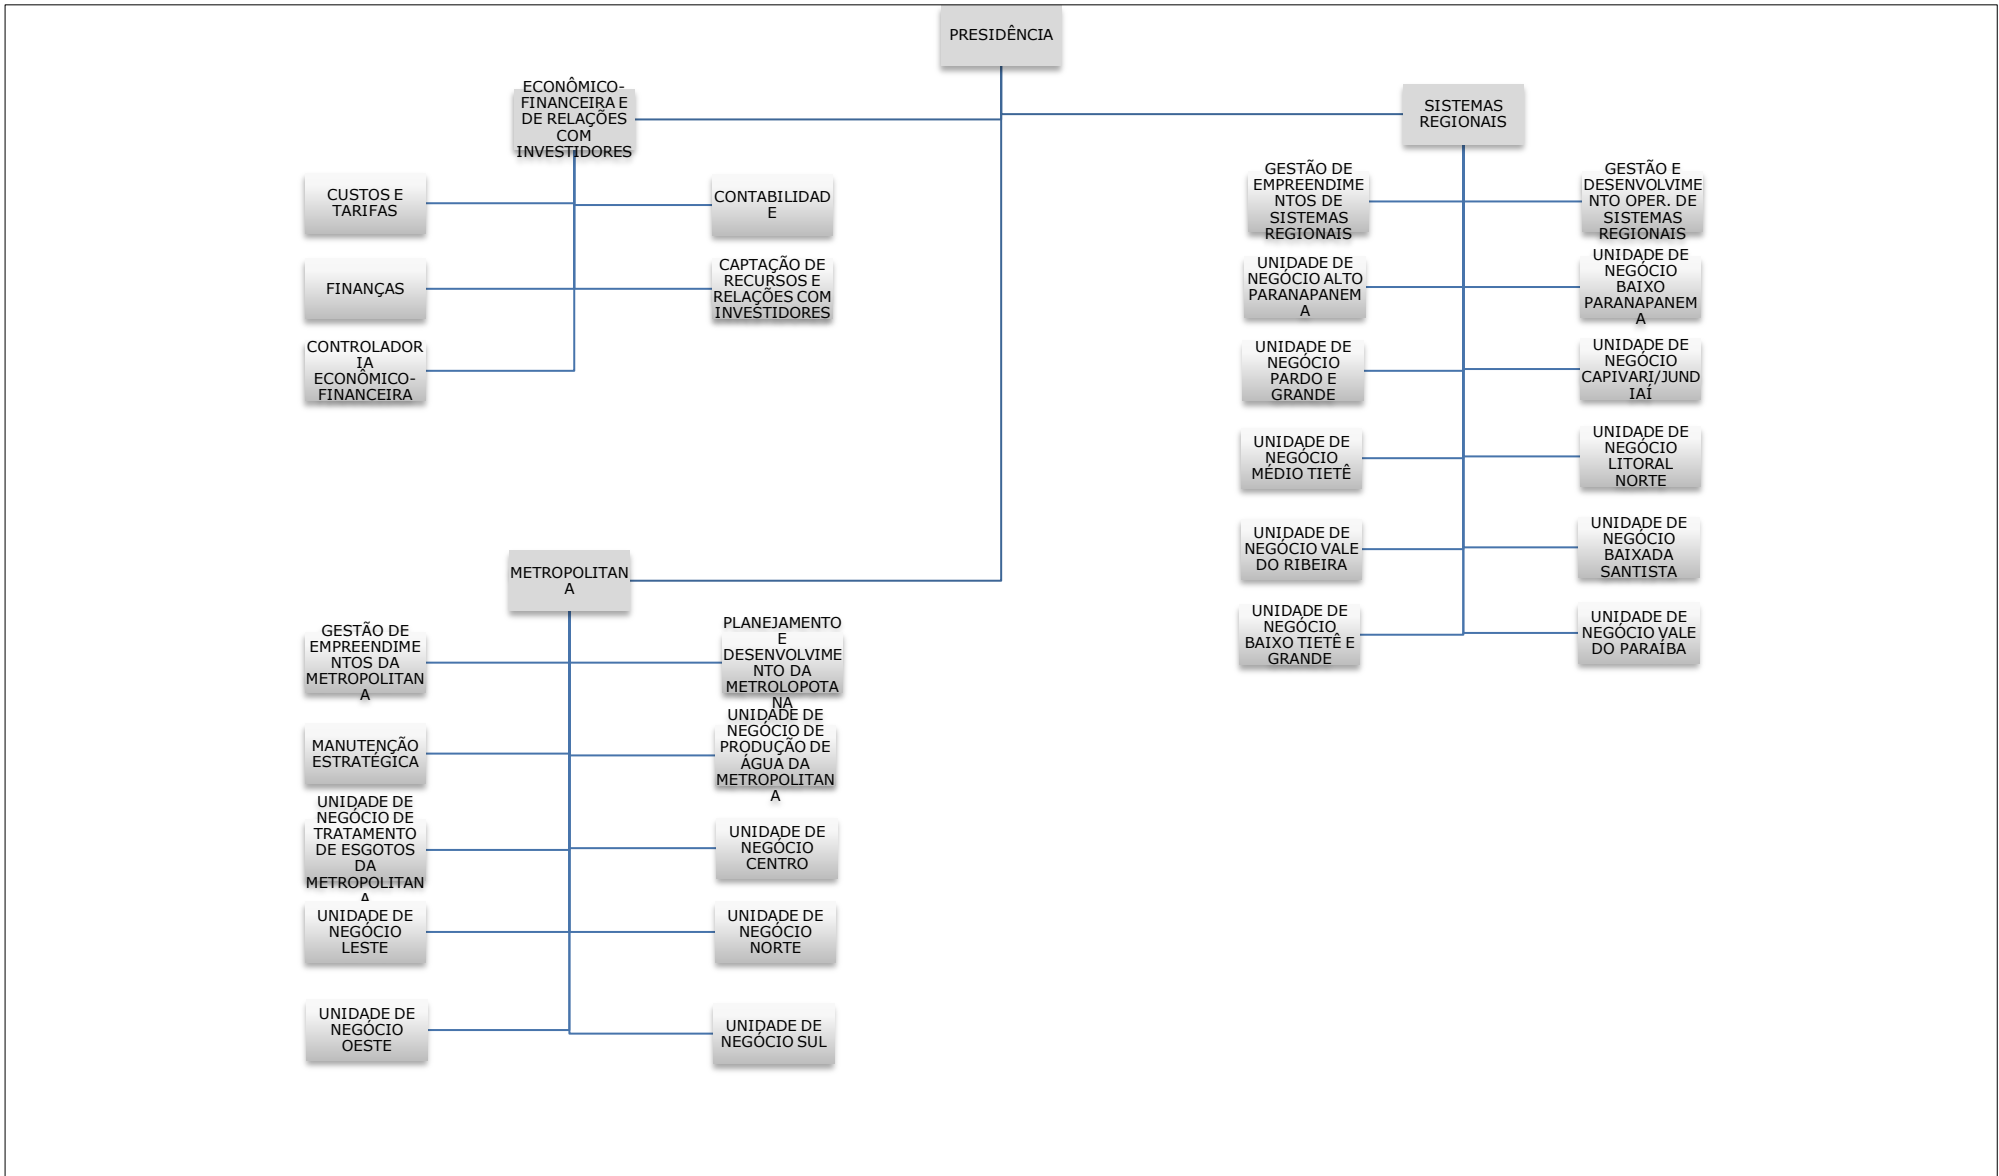 PRESIDÊNCIA
ECONÔMICO-
FINANCEIRA E
DE RELAÇÕES
COM
INVESTIDORES
SISTEMAS
REGIONAIS
CUSTOS E
TARIFAS
CONTABILIDAD
E
FINANÇAS
CAPTAÇÃO DE
RECURSOS E
RELAÇÕES COM
INVESTIDORES
CONTROLADOR
IA
ECONÔMICO-
FINANCEIRA
GESTÃO DE
EMPREENDIME
NTOS DE
SISTEMAS
REGIONAIS
GESTÃO E
DESENVOLVIME
NTO OPER. DE
SISTEMAS
REGIONAIS
UNIDADE DE
NEGÓCIO ALTO
PARANAPANEM
A
UNIDADE DE
NEGÓCIO
BAIXO
PARANAPANEM
A
UNIDADE DE
NEGÓCIO
PARDO E
GRANDE
UNIDADE DE
NEGÓCIO
CAPIVARI/JUND
IAÍ
UNIDADE DE
NEGÓCIO
MÉDIO TIETÊ
UNIDADE DE
NEGÓCIO
LITORAL
NORTE
UNIDADE DE
NEGÓCIO VALE
DO RIBEIRA
UNIDADE DE
NEGÓCIO
BAIXADA
SANTISTA
UNIDADE DE
NEGÓCIO
BAIXO TIETÊ E
GRANDE
UNIDADE DE
NEGÓCIO VALE
DO PARAÍBA
METROPOLITAN
A
GESTÃO DE
EMPREENDIME
NTOS DA
METROPOLITAN
A
PLANEJAMENTO
E
DESENVOLVIME
NTO DA
METROLOPOTA
NA
MANUTENÇÃO
ESTRATÉGICA
UNIDADE DE
NEGÓCIO DE
PRODUÇÃO DE
ÁGUA DA
METROPOLITAN
A
UNIDADE DE
NEGÓCIO DE
TRATAMENTO
DE ESGOTOS
DA
METROPOLITAN
A
UNIDADE DE
NEGÓCIO
CENTRO
UNIDADE DE
NEGÓCIO
LESTE
UNIDADE DE
NEGÓCIO
NORTE
UNIDADE DE
NEGÓCIO
OESTE
UNIDADE DE
NEGÓCIO SUL